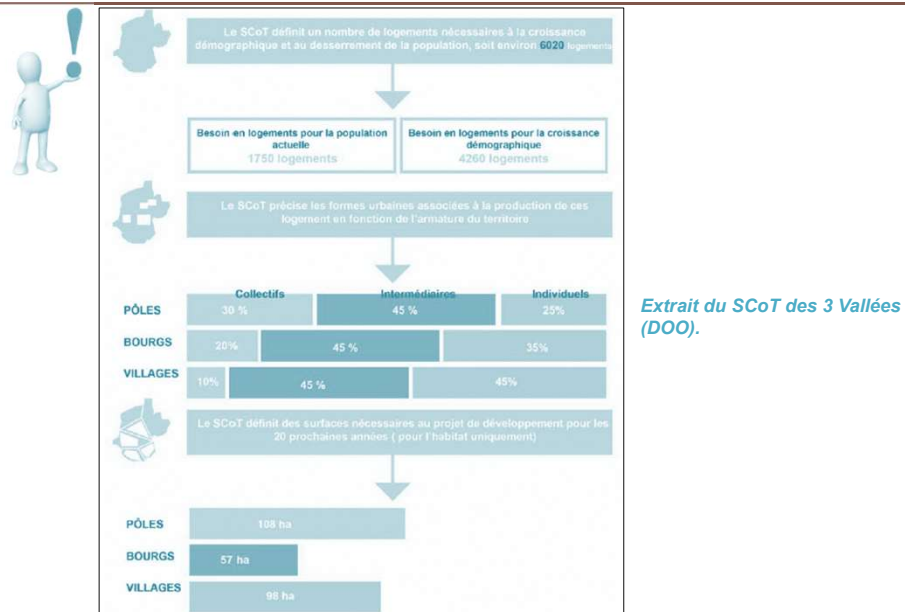 Le SCoT définit un nombre de logements nécessaires à la croissance
démographique et au desserrement de la population, soit environ 6020 logements
Besoin en logements pour la population
actuelle
1750 logements
Besoin en logements pour la croissance
démographique
4260 logements
Le SCoT précise les formes urbaines associées à la production de ces
logement en fonction de l'armature du territoire
Collectifs Intermédiaires Individuels
PÔLES 30 % 45 % 25%
BOURGS 20% 45 % 35%
VILLAGES 10% 45 % 45%
Le SCoT définit des surfaces nécessaires au projet de développement pour les
20 prochaines années ( pour l'habitat uniquement)
PÔLES 108 ha
BOURGS 57 ha
VILLAGES 98 ha
Extrait du SCoT des 3 Vallées
(DOO).